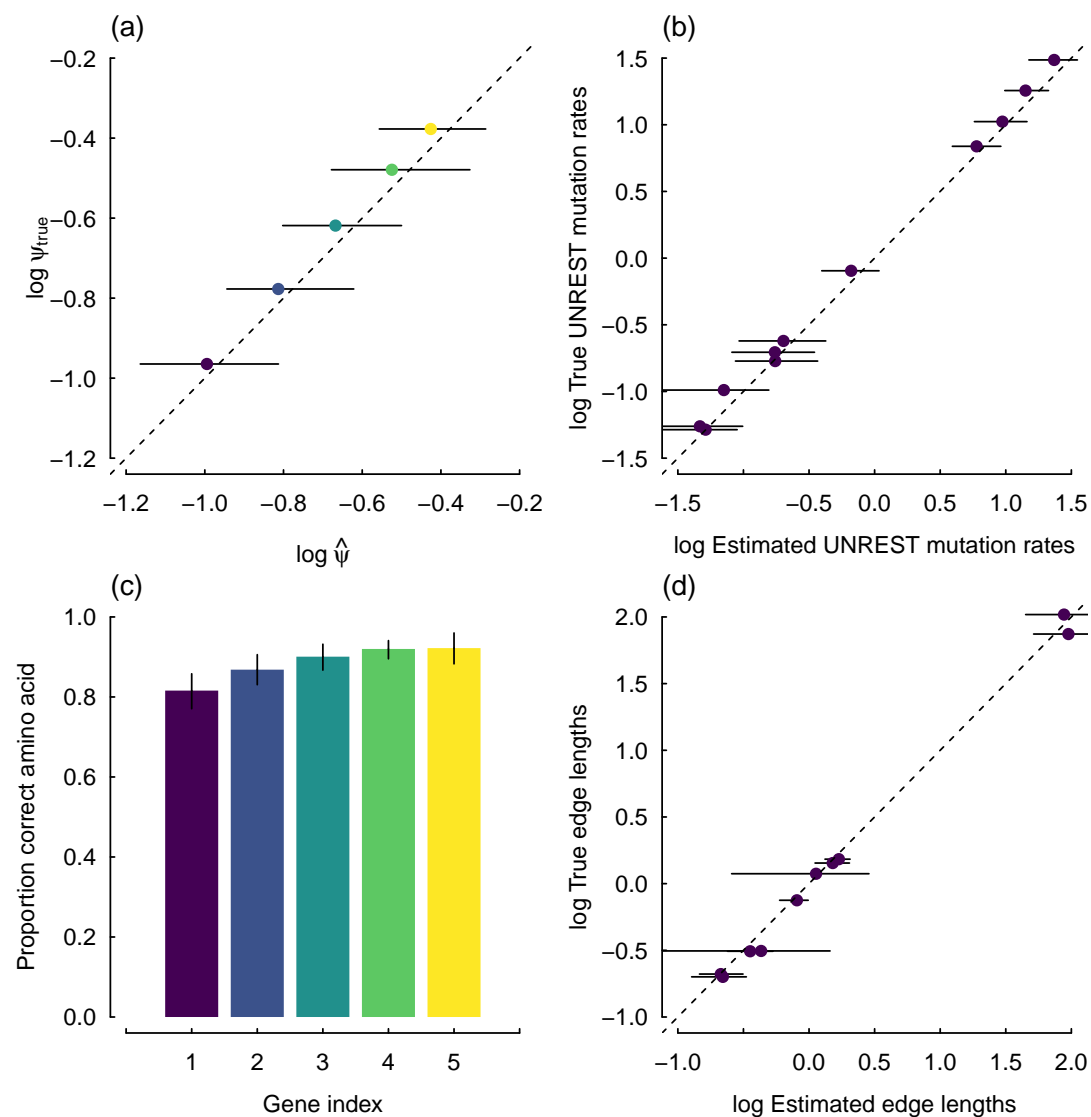 (a)
−0.2
−0.4
−0.6
−0.8
−1.0
−1.2
log ψtrue
−1.2 −1.0 −0.8 −0.6 −0.4 −0.2
log ψ̂
(b)
1.5
1.0
0.5
0.0
−0.5
−1.0
−1.5
log True UNREST mutation rates
−1.5 −0.5 0.0 0.5 1.0 1.5
log Estimated UNREST mutation rates
(c)
1.0
0.8
0.6
0.4
0.2
0.0
Proportion correct amino acid
1 2 3 4 5
Gene index
(d)
2.0
1.5
1.0
0.5
0.0
−0.5
−1.0
log True edge lengths
−1.0 0.0 0.5 1.0 1.5 2.0
log Estimated edge lengths